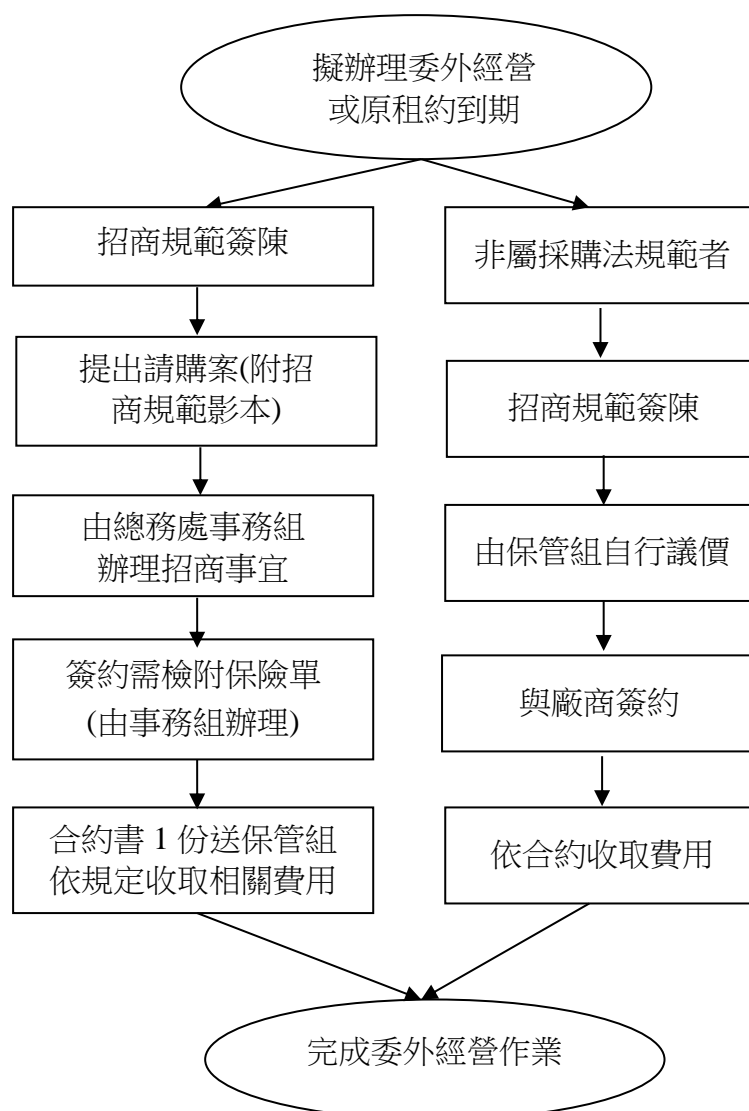 擬辦理委外經營
或原租約到期
招商規範簽陳
提出請購案(附招
商規範影本)
由總務處事務組
辦理招商事宜
簽約需檢附保險單
(由事務組辦理)
合約書 1 份送保管組
依規定收取相關費用
非屬採購法規範者
招商規範簽陳
由保管組自行議價
與廠商簽約
依合約收取費用
完成委外經營作業